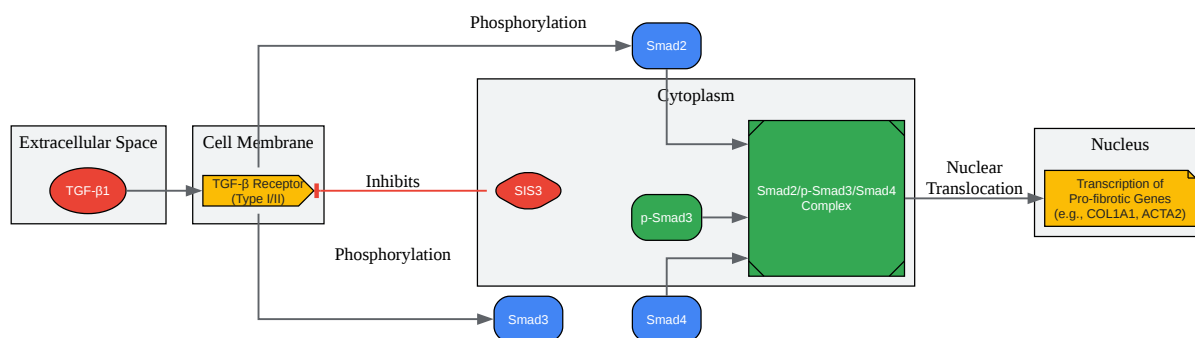 Phosphorylation
Smad2
Cytoplasm
Extracellular Space
Cell Membrane
TGF-β1
TGF-β Receptor
(Type I/II)
Inhibits
SIS3
p-Smad3
Smad2/p-Smad3/Smad4
Complex
Nuclear
Translocation
Nucleus
Transcription of
Pro-fibrotic Genes
(e.g., COL1A1, ACTA2)
Phosphorylation
Smad3
Smad4